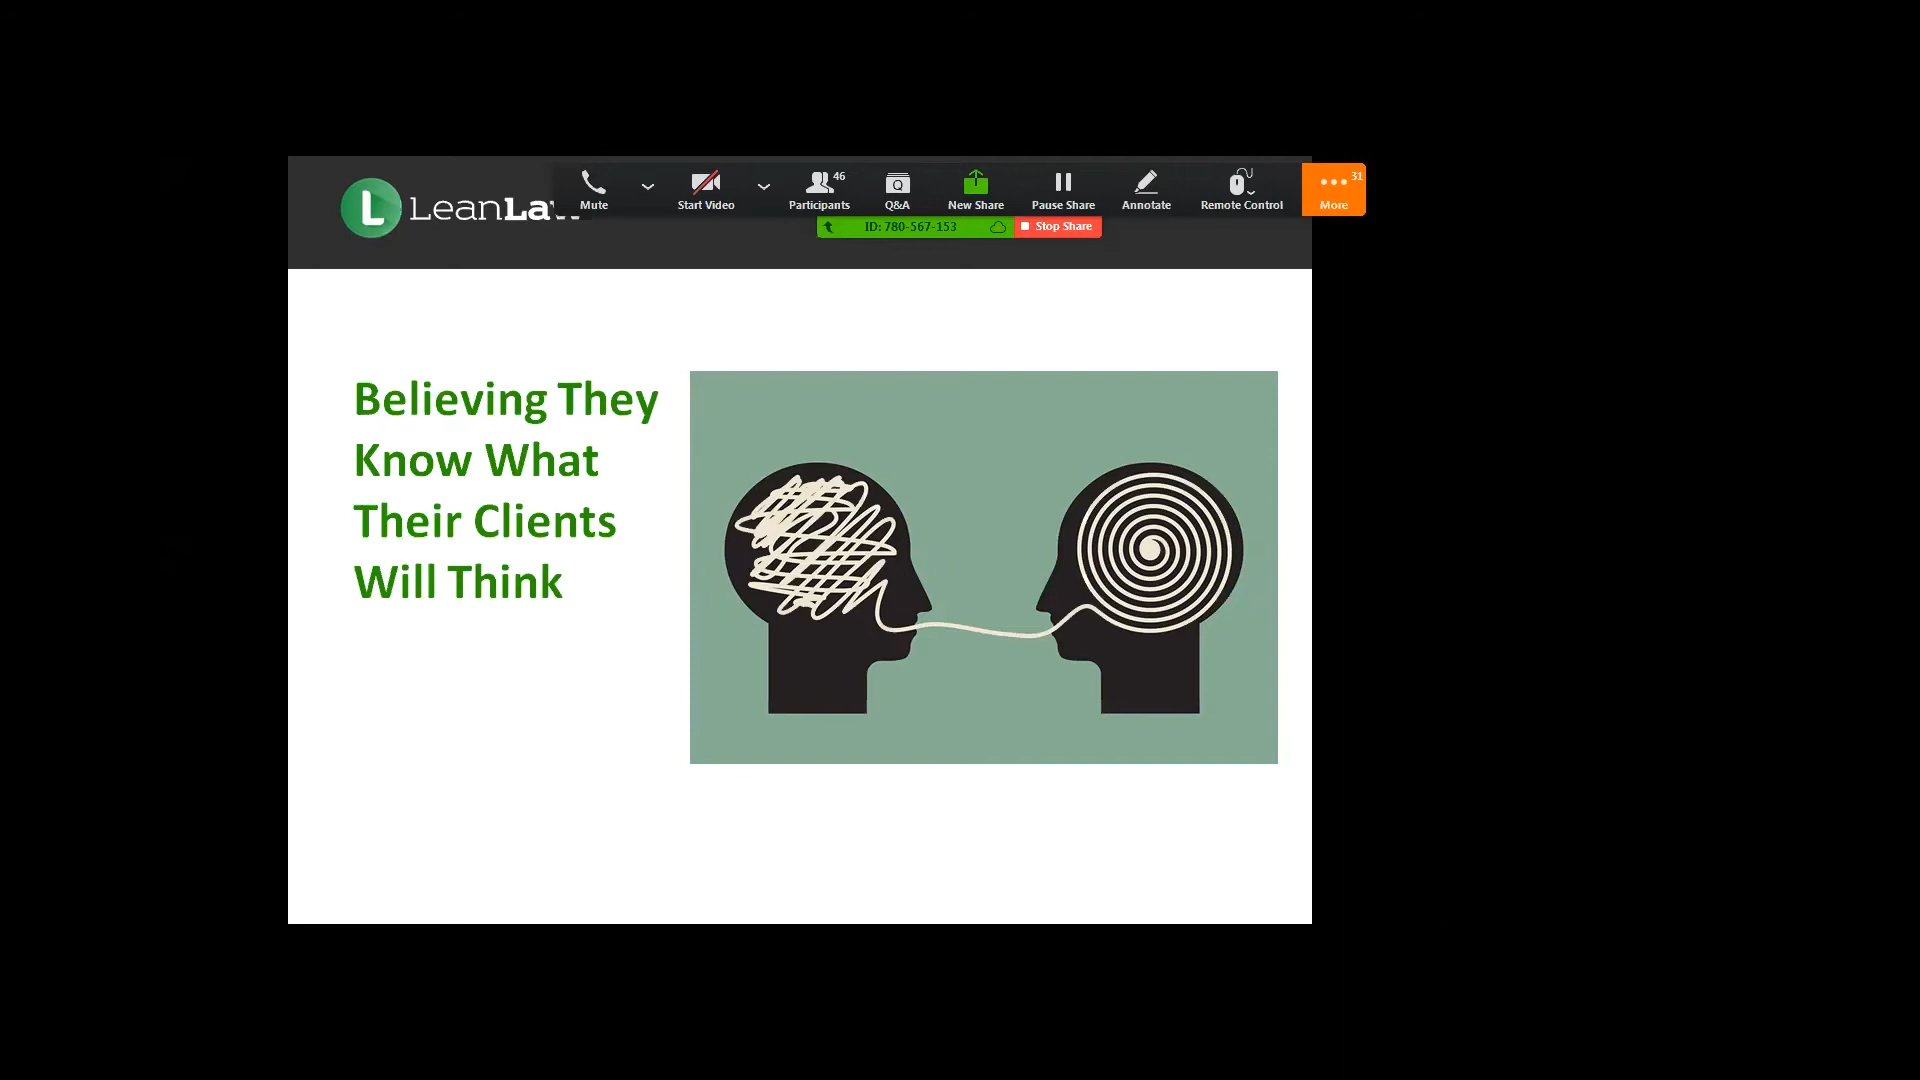 LeanLaw
Mute
Start Video
46
Participants
Q
Q&A
New Share
Pause Share
Annotate
Remote Control
31
More
ID: 780-567-153
Stop Share
Believing They
Know What
Their Clients
Will Think